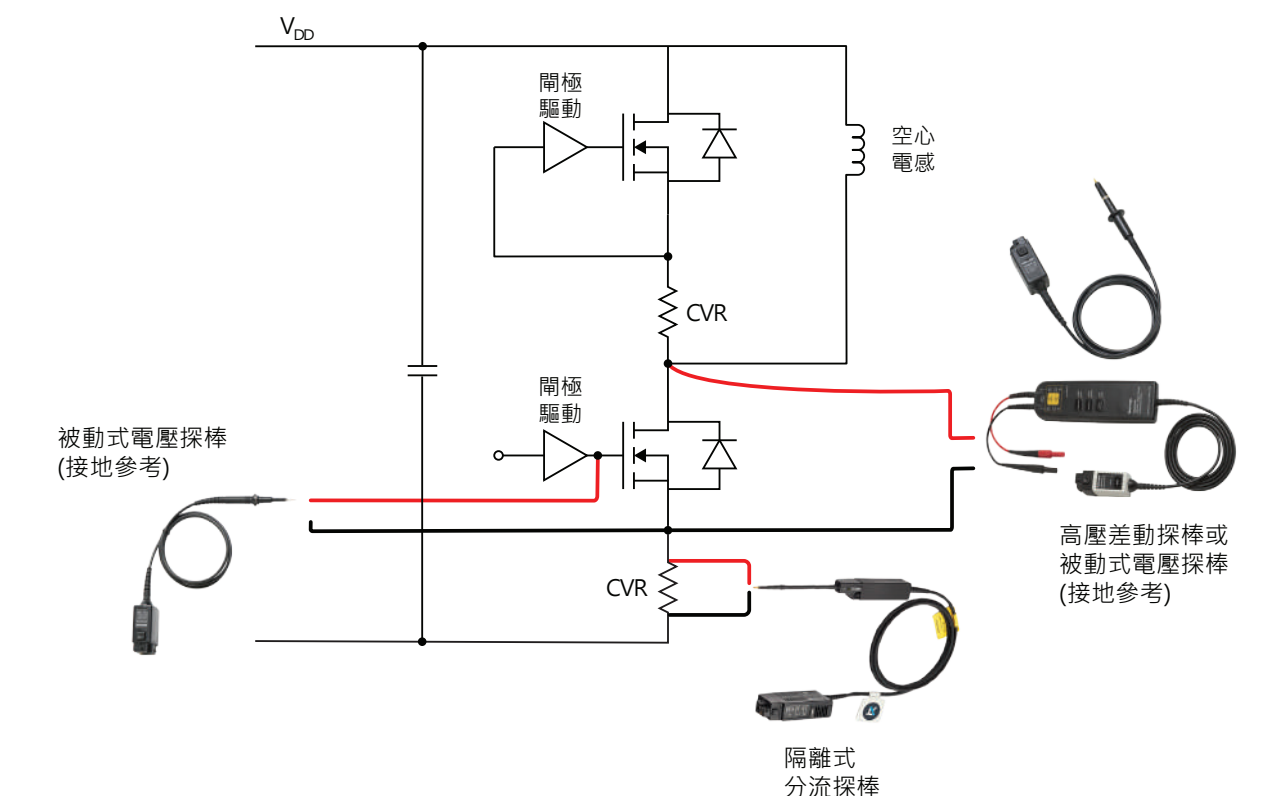 V_DD
閘極
驅動
空心
電感
CVR
閘極
驅動
被動式電壓探棒
(接地參考)
高壓差動探棒或
被動式電壓探棒
(接地參考)
CVR
隔離式
分流探棒